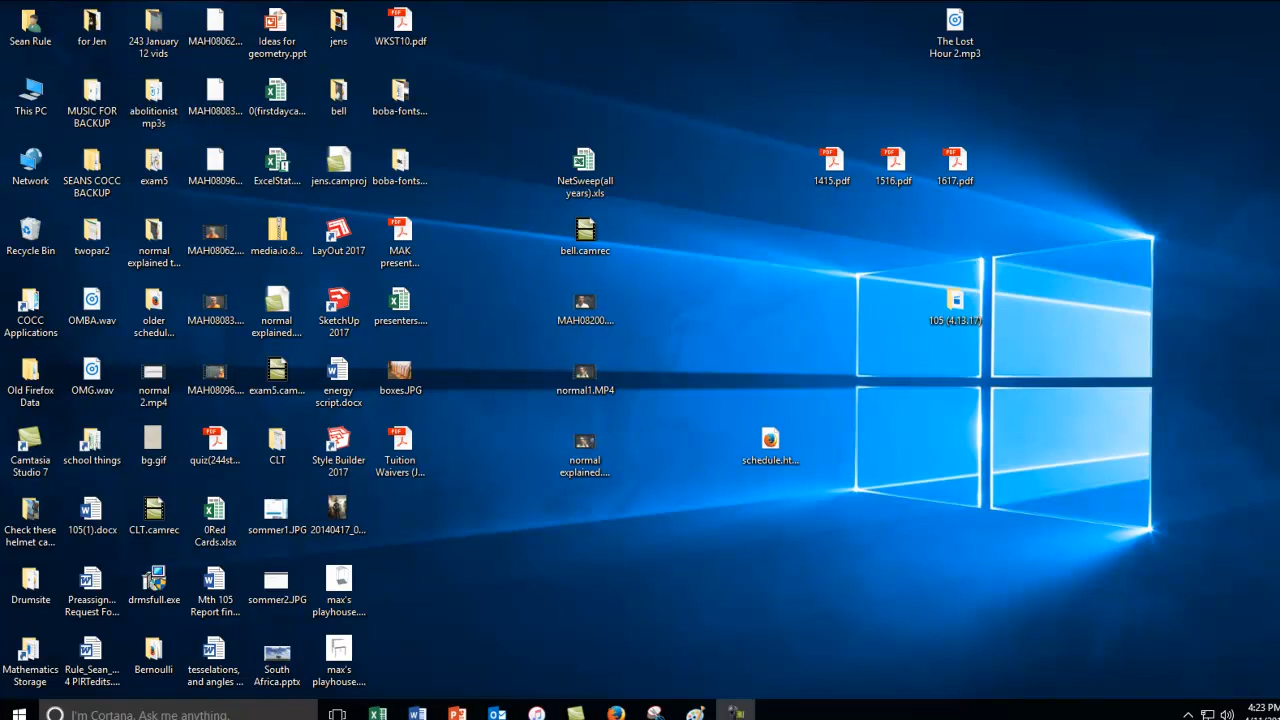 Sean Rule
for Jen
243 January
12 vids
MAH08062...
Ideas for
geometry.ppt
jens
WKST10.pdf
The Lost
Hour 2.mp3
This PC
MUSIC FOR
BACKUP
abolitionist
mp3s
MAH08083...
0(firstdayca...
bell
boba-fonts...
Network
SEANS COCC
BACKUP
exam5
MAH08096...
ExcelStat....
jens.camproj
boba-fonts...
NetSweep(all
years).xls
1415.pdf
1516.pdf
1617.pdf
Recycle Bin
twopar2
normal
explained t...
MAH08062....
media.io.8...
LayOut 2017
MAK
present...
bell.camrec
COCC
Applications
OMBA.wav
older
schedul...
MAH08083....
normal
explained....
SketchUp
2017
presenters....
MAH08200....
105 (4.13.17)
Old Firefox
Data
OMG.wav
normal
2.mp4
MAH08096....
exam5.cam...
energy
script.docx
boxes.JPG
normal1.MP4
Camtasia
Studio 7
school things
bg.gif
quiz(244st...
CLT
Style Builder
2017
Tuition
Waivers (J...
normal
explained....
schedule.ht...
Check these
helmet ca...
105(1).docx
CLT.camrec
0Red
Cards.xlsx
sommer1.JPG
20140417_0...
Drumsite
Preassign...
Request Fo...
drmsfull.exe
Mth 105
Report fin...
sommer2.JPG
max's
playhouse....
Mathematics
Storage
Rule_Sean_...
4 PIRTedits....
Bernoulli
tesselations,
and angles ...
South
Africa.pptx
max's
playhouse....
I'm Cortana. Ask me anything.
4:23 PM